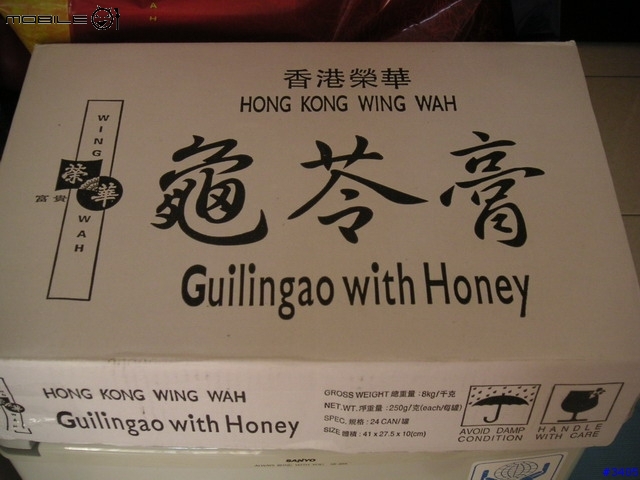 MOBILE01
香港榮華
HONG KONG WING WAH
WING
榮華
富貴
WAH
龜苓膏
Guilingao with Honey
HONG KONG WING WAH
Guilingao with Honey
GROSS WEIGHT 總重量：8kg/千克
NET. WT. 淨重量：250g/克(each/每罐)
SPEC. 規格：24 CAN/罐
SIZE 體積：41 x 27.5 x 10(cm)
AVOID DAMP
CONDITION
HANDLE
WITH CARE
SANYO